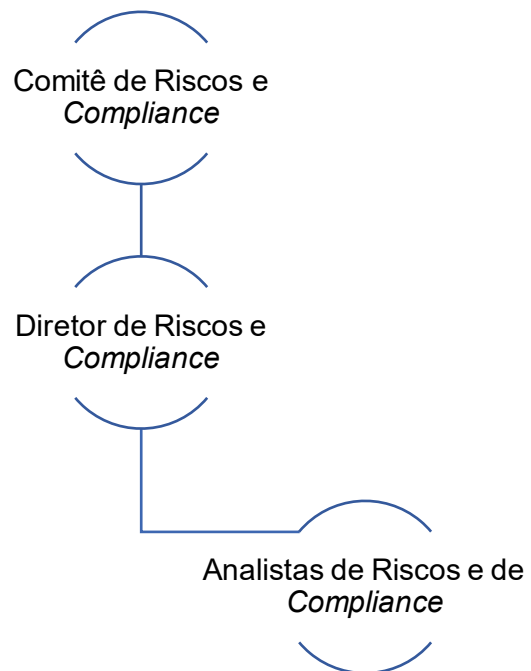 Comitê de Riscos e
Compliance
Diretor de Riscos e
Compliance
Analistas de Riscos e de
Compliance